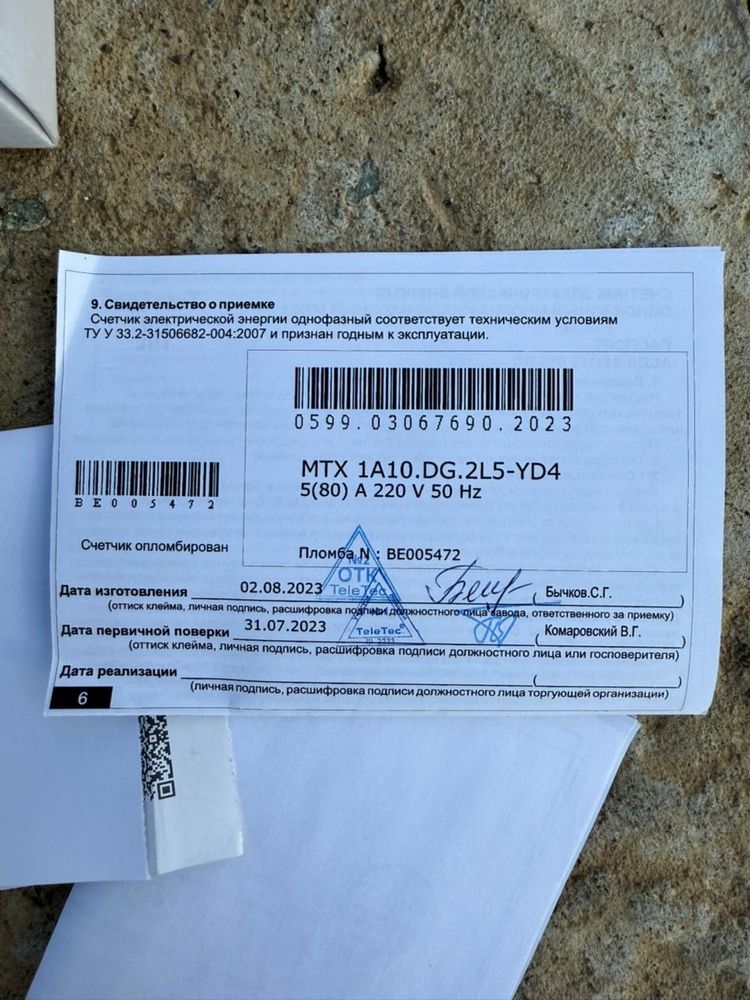 9. Свидетельство о приемке
Счетчик электрической энергии однофазный соответствует техническим условиям
ТУ У 33.2-31506682-004:2007 и признан годным к эксплуатации.
0599.03067690.2023
MTX 1A10.DG.2L5-YD4
5(80) A 220 V 50 Hz
BE005472
Счетчик опломбирован
Пломба N : BE005472
№2
ОТК
TeleTec
Дата изготовления 02.08.2023 ( Бычков.С.Г. )
(оттиск клейма, личная подпись, расшифровка подписи должностного лица завода, ответственного за приемку)
Дата первичной поверки 31.07.2023 ( Комаровский В.Г. )
TeleTec
III 2023
(оттиск клейма, личная подпись, расшифровка подписи должностного лица или госповерителя)
Дата реализации ( )
(личная подпись, расшифровка подписи должностного лица торгующей организации)
6